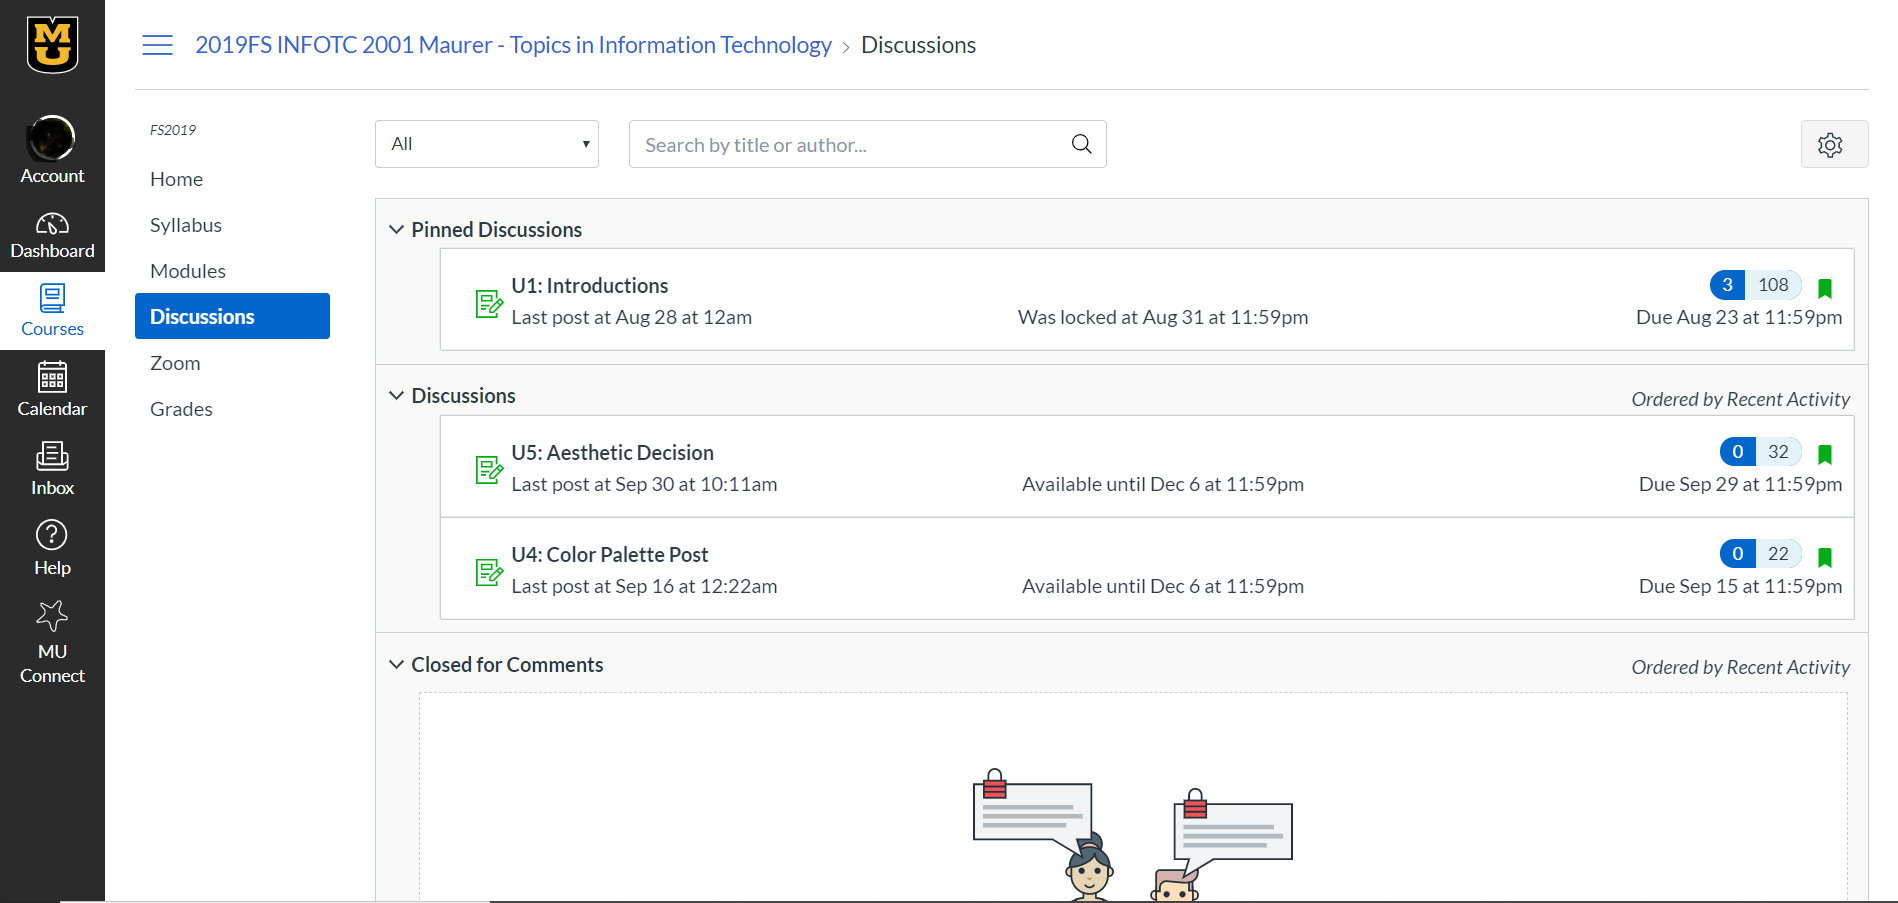 MU
2019FS INFOTC 2001 Maurer - Topics in Information Technology › Discussions
Account
Dashboard
Courses
Calendar
Inbox
Help
MU
Connect
FS2019
Home
Syllabus
Modules
Discussions
Zoom
Grades
All
Search by title or author...
Pinned Discussions
U1: Introductions
3 108
Last post at Aug 28 at 12am Was locked at Aug 31 at 11:59pm Due Aug 23 at 11:59pm
Discussions
Ordered by Recent Activity
U5: Aesthetic Decision
0 32
Last post at Sep 30 at 10:11am Available until Dec 6 at 11:59pm Due Sep 29 at 11:59pm
U4: Color Palette Post
0 22
Last post at Sep 16 at 12:22am Available until Dec 6 at 11:59pm Due Sep 15 at 11:59pm
Closed for Comments
Ordered by Recent Activity